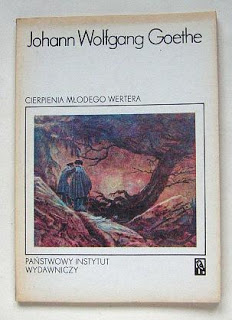 Johann Wolfgang Goethe
CIERPIENIA MŁODEGO WERTERA
PAŃSTWOWY INSTYTUT
WYDAWNICZY